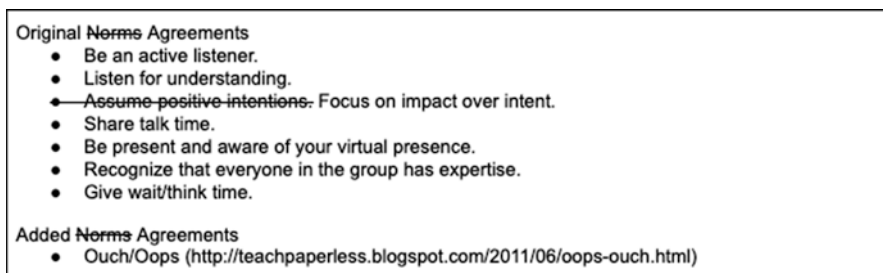 Original Norms Agreements
● Be an active listener.
● Listen for understanding.
● Assume positive intentions. Focus on impact over intent.
● Share talk time.
● Be present and aware of your virtual presence.
● Recognize that everyone in the group has expertise.
● Give wait/think time.
Added Norms Agreements
● Ouch/Oops (http://teachpaperless.blogspot.com/2011/06/oops-ouch.html)